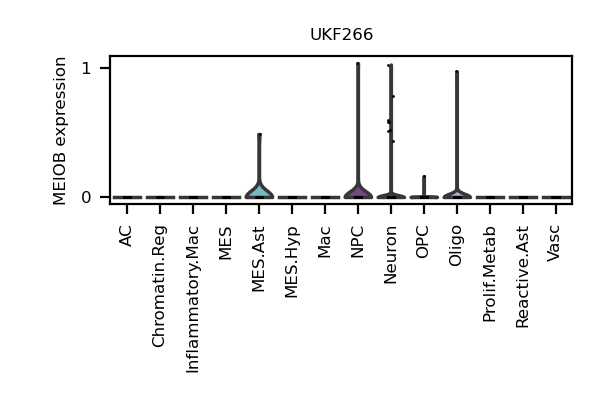 UKF266
MEIOB expression
1
0
AC
Chromatin.Reg
Inflammatory.Mac
MES
MES.Ast
MES.Hyp
Mac
NPC
Neuron
OPC
Oligo
Prolif.Metab
Reactive.Ast
Vasc